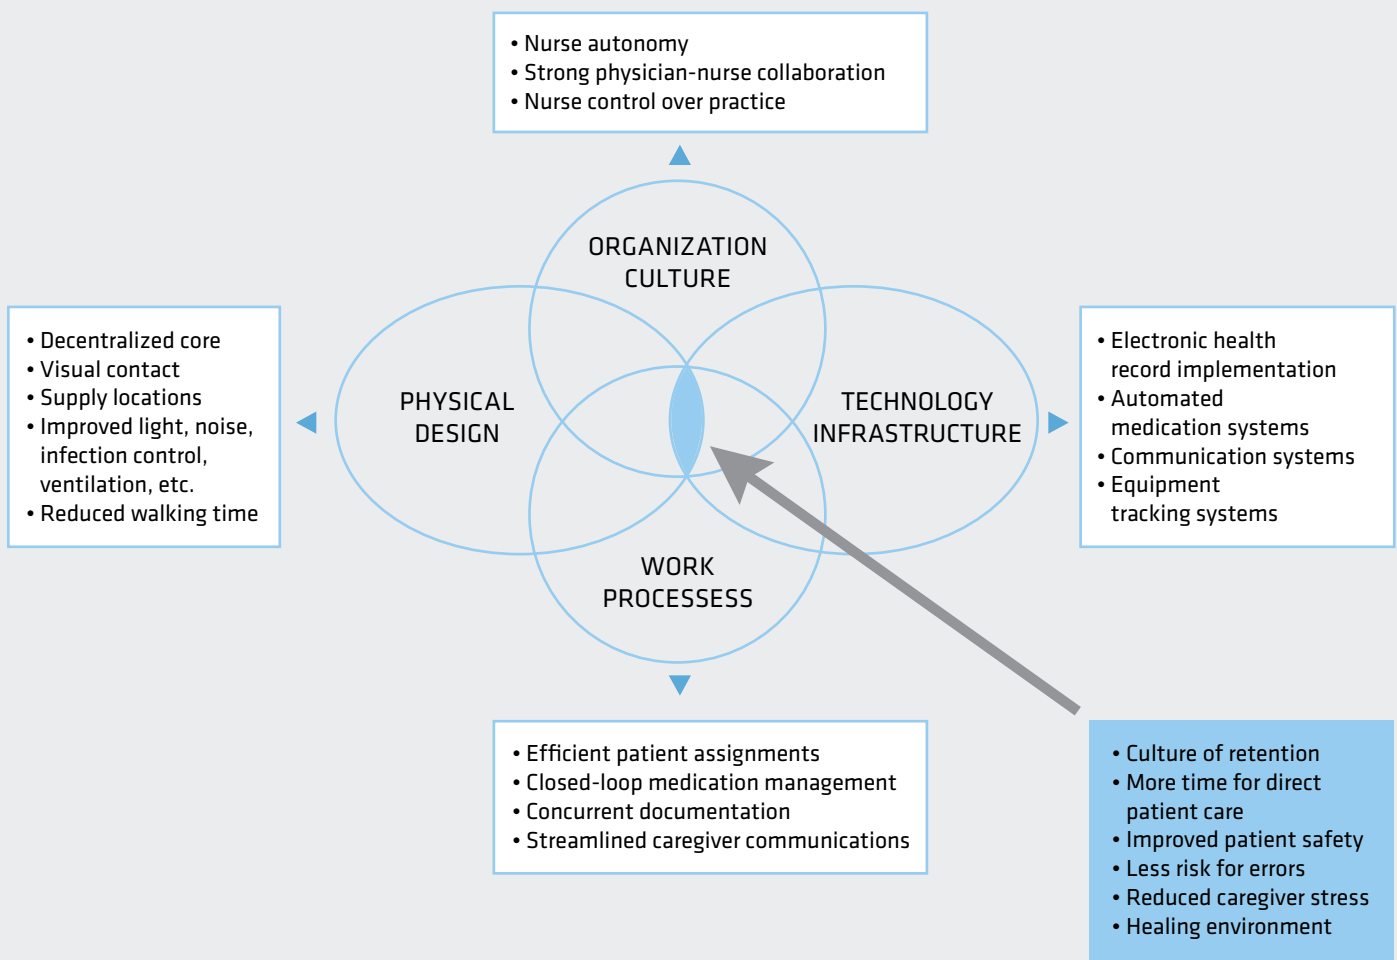 • Nurse autonomy
• Strong physician-nurse collaboration
• Nurse control over practice
ORGANIZATION
CULTURE
• Decentralized core
• Visual contact
• Supply locations
• Improved light, noise,
infection control,
ventilation, etc.
• Reduced walking time
PHYSICAL
DESIGN
TECHNOLOGY
INFRASTRUCTURE
• Electronic health
record implementation
• Automated
medication systems
• Communication systems
• Equipment
tracking systems
WORK
PROCESSESS
• Efficient patient assignments
• Closed-loop medication management
• Concurrent documentation
• Streamlined caregiver communications
• Culture of retention
• More time for direct
patient care
• Improved patient safety
• Less risk for errors
• Reduced caregiver stress
• Healing environment